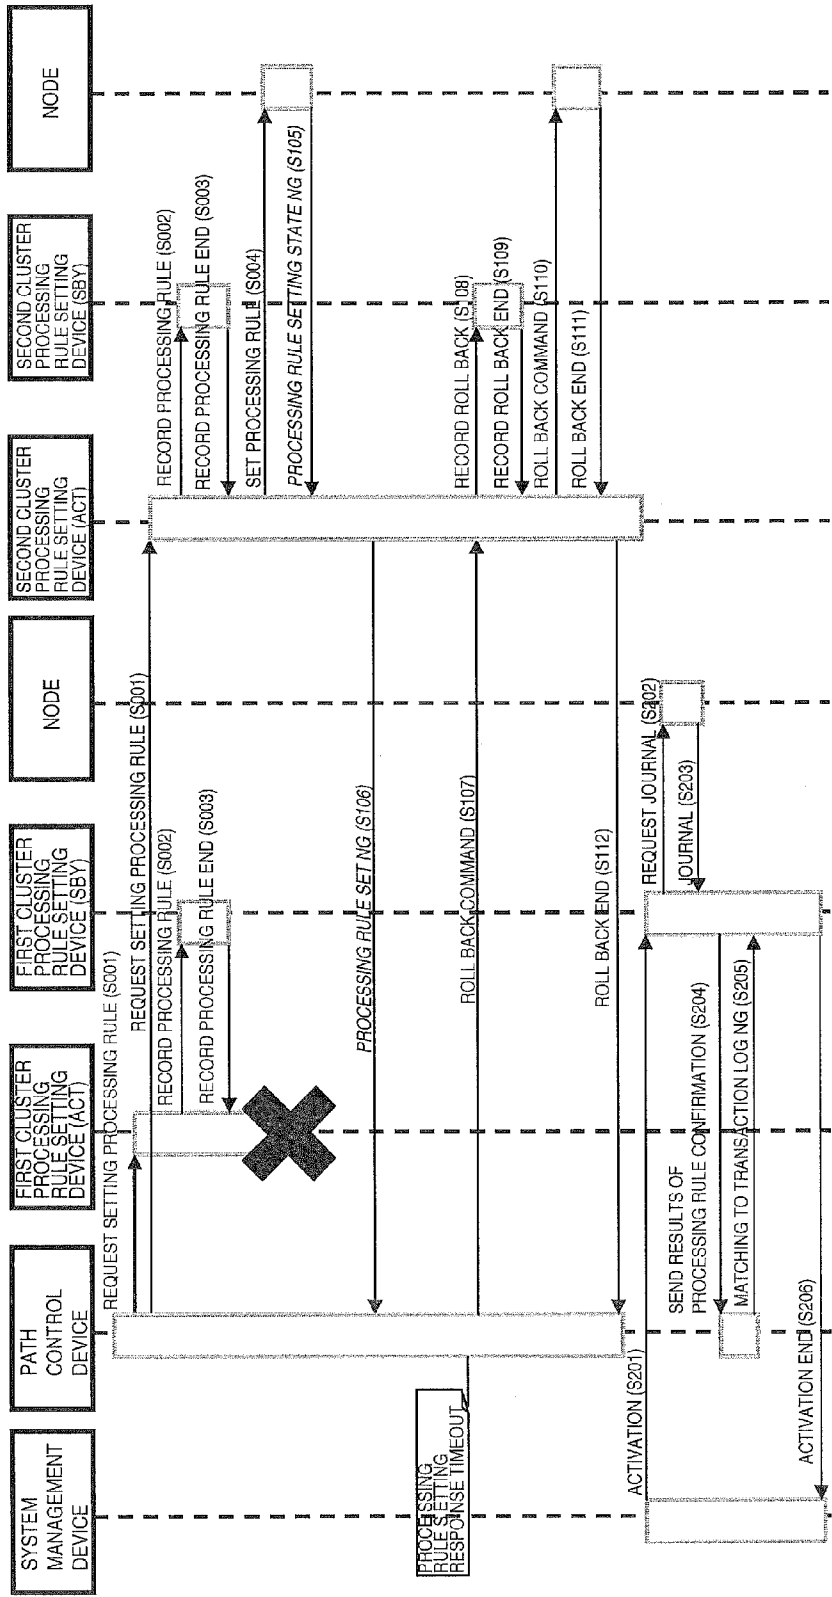 SYSTEM
MANAGEMENT
DEVICE
PATH
CONTROL
DEVICE
FIRST CLUSTER
PROCESSING
RULE SETTING
DEVICE (ACT)
FIRST CLUSTER
PROCESSING
RULE SETTING
DEVICE (SBY)
NODE
SECOND CLUSTER
PROCESSING
RULE SETTING
DEVICE (ACT)
SECOND CLUSTER
PROCESSING
RULE SETTING
DEVICE (SBY)
NODE
REQUEST SETTING PROCESSING RULE (S001)
REQUEST SETTING PROCESSING RULE (S001)
RECORD PROCESSING RULE (S002)
RECORD PROCESSING RULE END (S003)
RECORD PROCESSING RULE (S002)
RECORD PROCESSING RULE END (S003)
SET PROCESSING RULE (S004)
PROCESSING RULE SETTING STATE NG (S105)
PROCESSING RULE SET NG (S106)
PROCESSING
RULE S ETTING
RESPONSE TIMEOUT
ROLL BACK COMMAND (S107)
RECORD ROLL BACK (S108)
RECORD ROLL BACK END (S109)
ROLL BACK COMMAND (S110)
ROLL BACK END (S111)
ROLL BACK END (S112)
ACTIVATION (S201)
REQUEST JOURNAL (S202)
JOURNAL (S203)
SEND RESULTS OF
PROCESSING RULE CONFIRMATION (S204)
MATCHING TO TRANSACTION LOG NG (S205)
ACTIVATION END (S206)